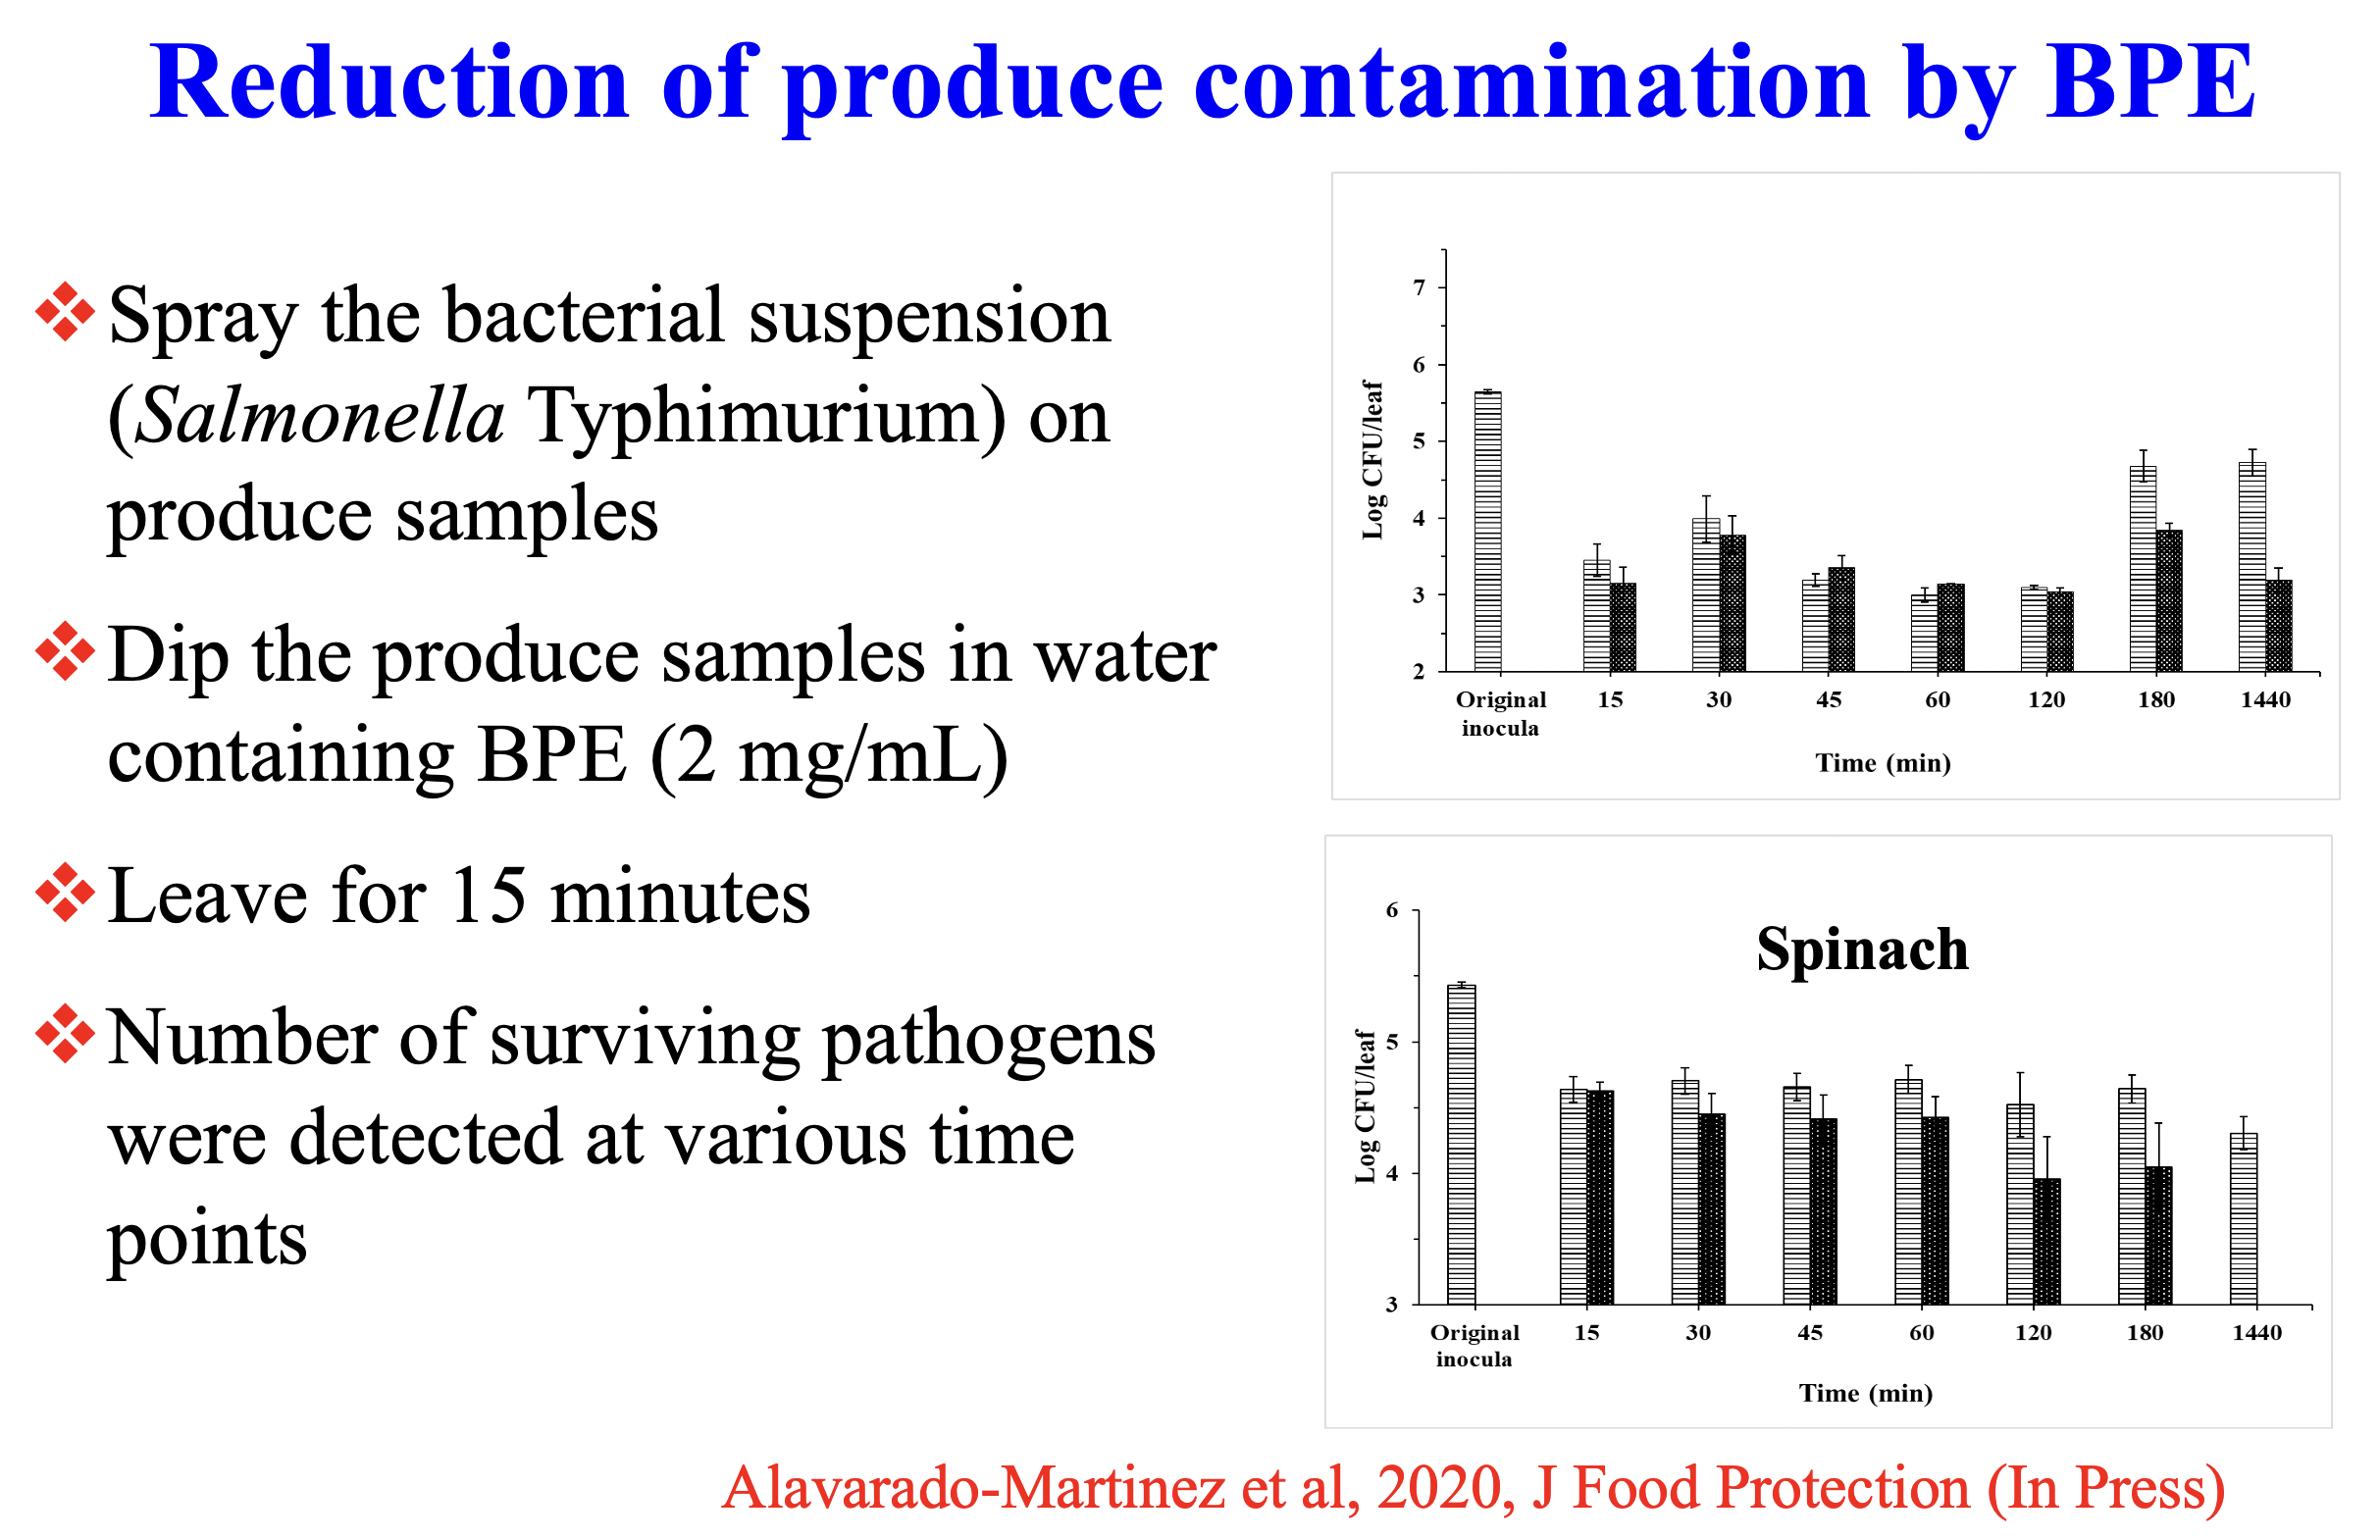 Reduction of produce contamination by BPE
❖Spray the bacterial suspension
(Salmonella Typhimurium) on
produce samples
❖Dip the produce samples in water
containing BPE (2 mg/mL)
❖Leave for 15 minutes
❖Number of surviving pathogens
were detected at various time
points
Log CFU/leaf
7
6
5
4
3
2
Original 15 30 45 60 120 180 1440
inocula
Time (min)
Spinach
Log CFU/leaf
6
5
4
3
Original 15 30 45 60 120 180 1440
inocula
Time (min)
Alavarado-Martinez et al, 2020, J Food Protection (In Press)